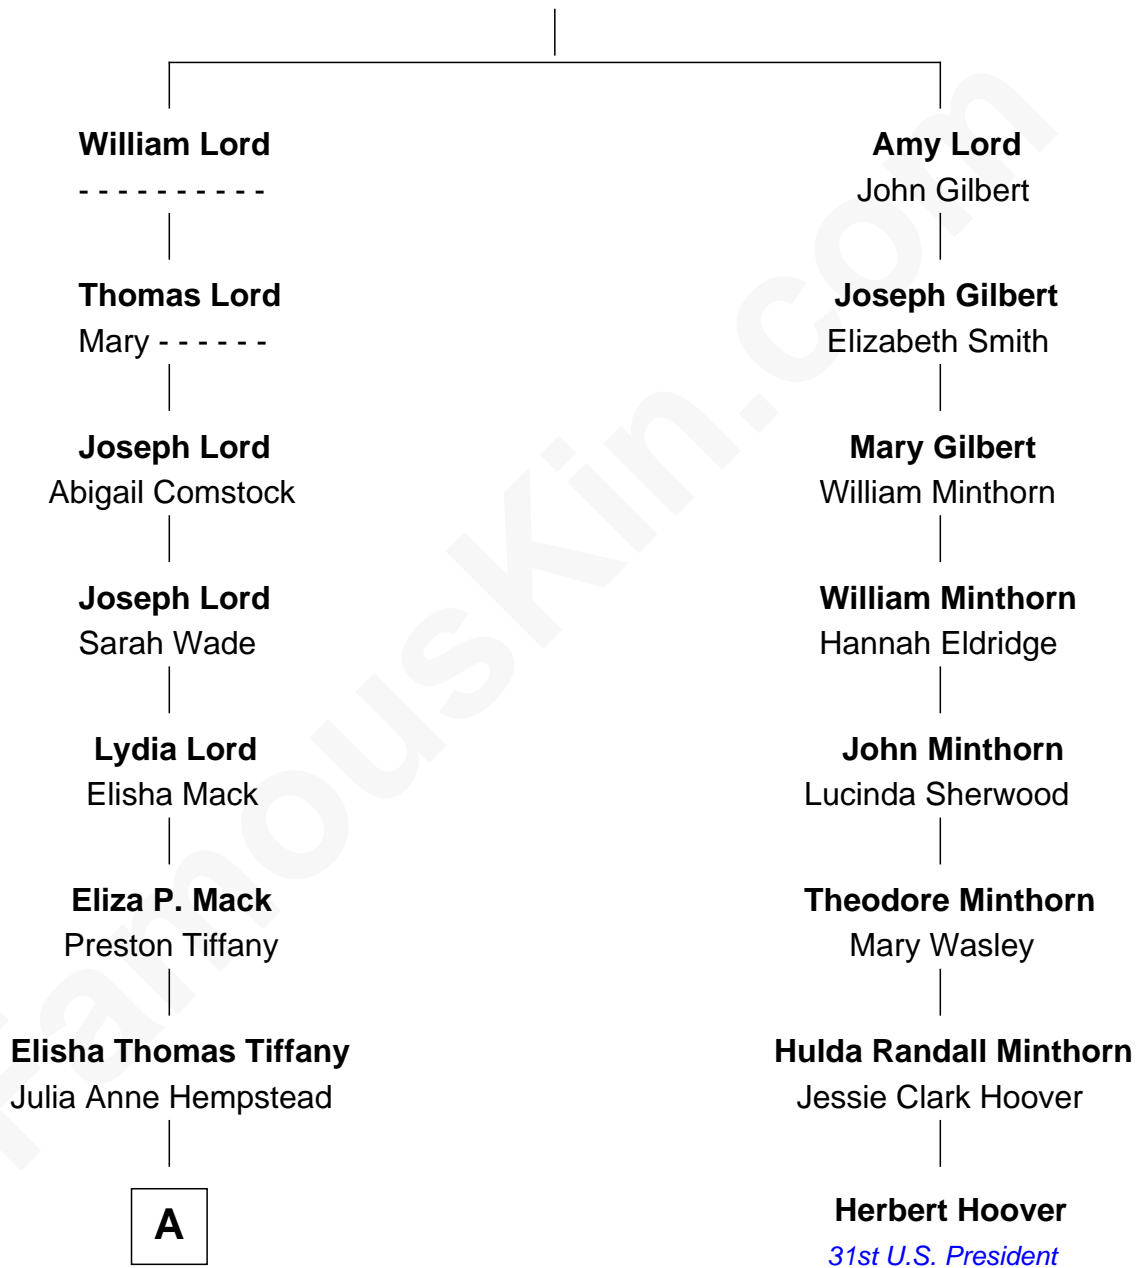 William Lord
- - - - - - - - - -
Thomas Lord
Mary - - - - - -
Joseph Lord
Abigail Comstock
Joseph Lord
Sarah Wade
Lydia Lord
Elisha Mack
Eliza P. Mack
Preston Tiffany
Elisha Thomas Tiffany
Julia Anne Hempstead
A
Amy Lord
John Gilbert
Joseph Gilbert
Elizabeth Smith
Mary Gilbert
William Minthorn
William Minthorn
Hannah Eldridge
John Minthorn
Lucinda Sherwood
Theodore Minthorn
Mary Wasley
Hulda Randall Minthorn
Jessie Clark Hoover
Herbert Hoover
31st U.S. President
FamousKin.com